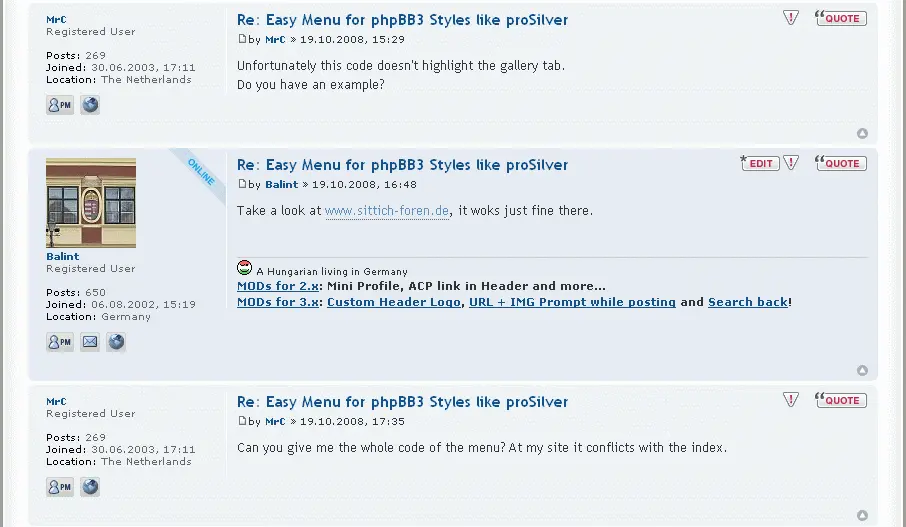 MrC
Registered User
Posts: 269
Joined: 30.06.2003, 17:11
Location: The Netherlands
PM
Re: Easy Menu for phpBB3 Styles like proSilver
by MrC » 19.10.2008, 15:29
Unfortunately this code doesn't highlight the gallery tab.
Do you have an example?
!
QUOTE
ONLINE
Balint
Registered User
Posts: 650
Joined: 06.08.2002, 15:19
Location: Germany
PM
Re: Easy Menu for phpBB3 Styles like proSilver
by Balint » 19.10.2008, 16:48
Take a look at www.sittich-foren.de, it woks just fine there.
A Hungarian living in Germany
MODs for 2.x: Mini Profile, ACP link in Header and more...
MODs for 3.x: Custom Header Logo, URL + IMG Prompt while posting and Search back!
EDIT
!
QUOTE
MrC
Registered User
Posts: 269
Joined: 30.06.2003, 17:11
Location: The Netherlands
PM
Re: Easy Menu for phpBB3 Styles like proSilver
by MrC » 19.10.2008, 17:35
Can you give me the whole code of the menu? At my site it conflicts with the index.
!
QUOTE